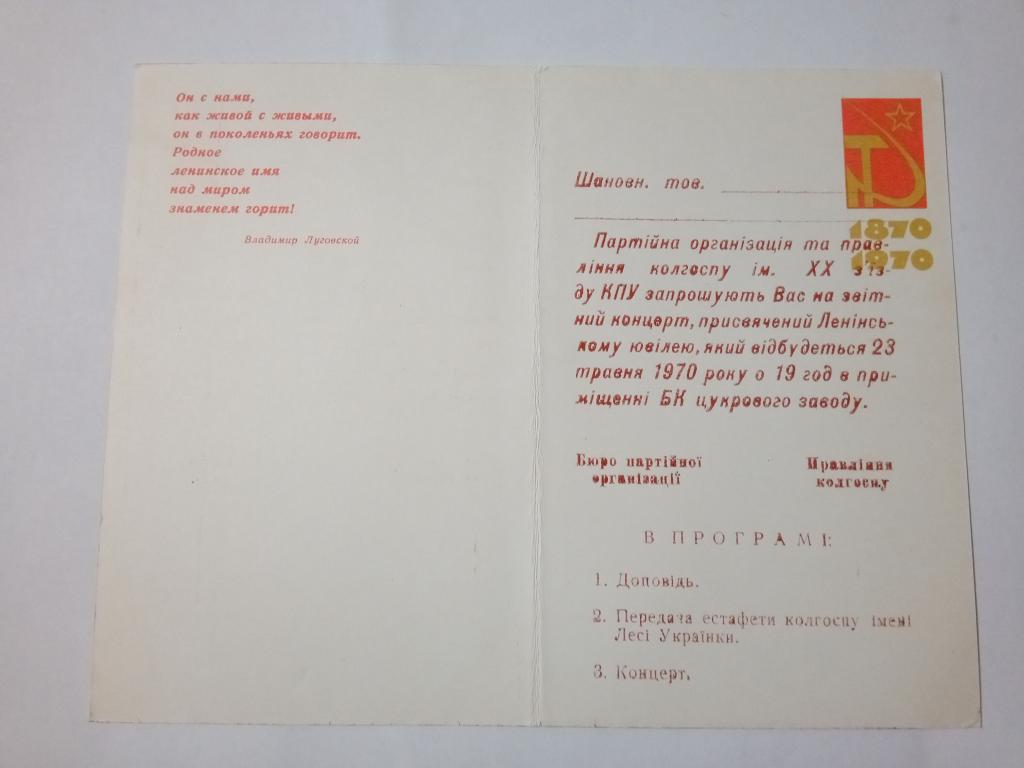 Он с нами,
как живой с живыми,
он в поколеньях говорит.
Родное
ленинское имя
над миром
знаменем горит!
Владимир Луговской
1870
1970
Шановн. тов.
Партійна організація та прав-
ління колгоспу ім. XX з'їз-
ду КПУ запрошують Вас на звіт-
ний концерт, присвячений Ленінсь-
кому ювілею, який відбудеться 23
травня 1970 року о 19 год в при-
міщенні БК цукрового заводу.
Бюро партійної
організації
Правління
колгоспу
В ПРОГРАМІ:
1. Доповідь.
2. Передача естафети колгоспу імені
Лесі Українки.
3. Концерт.